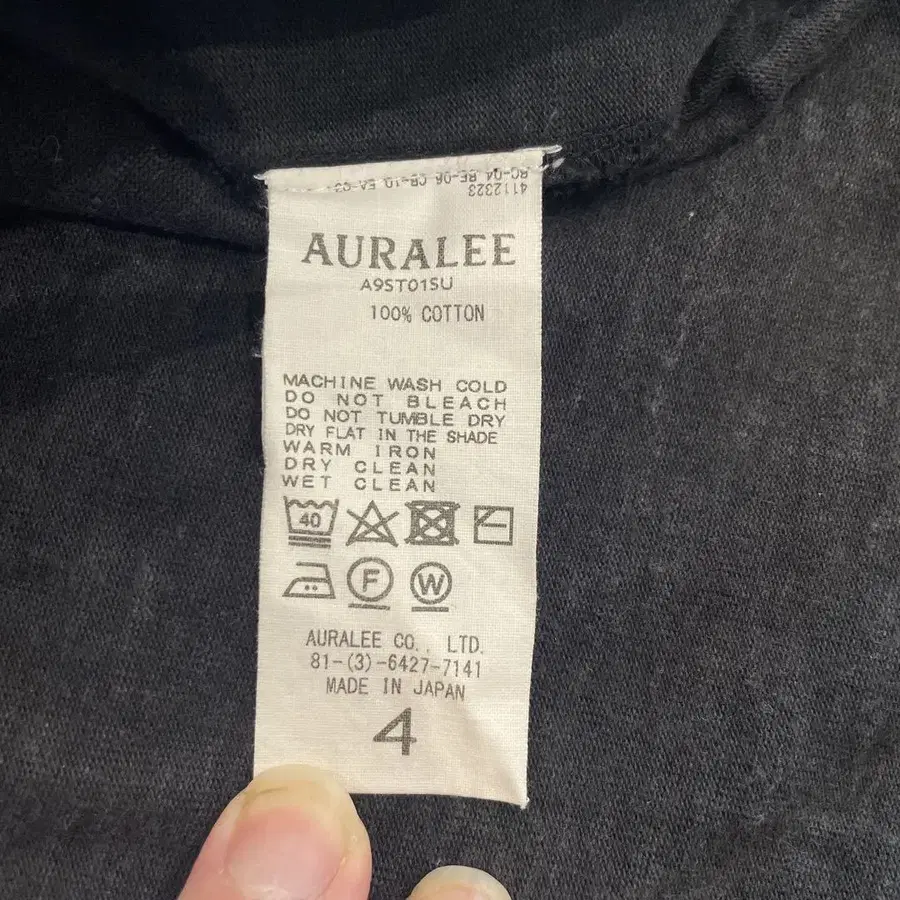 4112323
AURALEE
A9ST01SU
100% COTTON
MACHINE WASH COLD
DO NOT BLEACH
DO NOT TUMBLE DRY
DRY FLAT IN THE SHADE
WARM IRON
DRY CLEAN
WET CLEAN
40
F
W
AURALEE CO., LTD.
81-(3)-6427-7141
MADE IN JAPAN
4